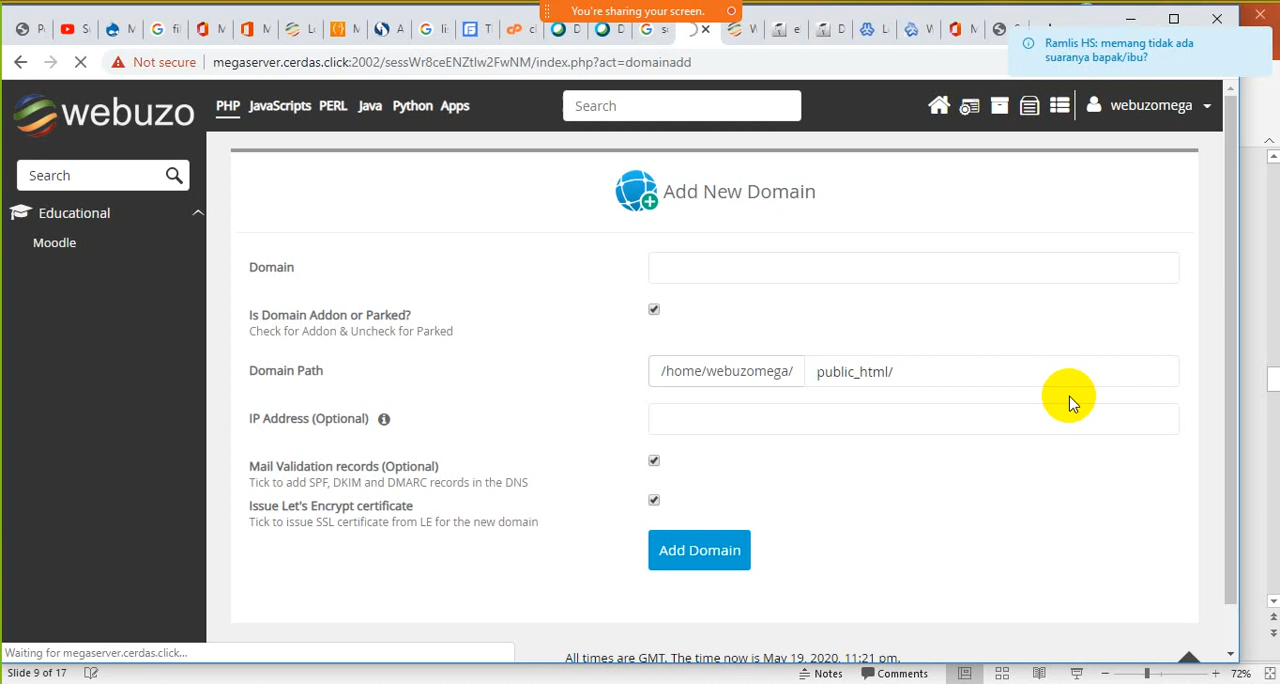 You're sharing your screen.
Not secure megaserver.cerdas.click:2002/sessWr8ceENZtIw2FwNM/index.php?act=domainadd
Ramlis HS: memang tidak ada
suaranya bapak/ibu?
webuzo PHP JavaScripts PERL Java Python Apps Search webuzomega
Search
Educational
Moodle
Add New Domain
Domain
Is Domain Addon or Parked?
Check for Addon & Uncheck for Parked
Domain Path /home/webuzomega/ public_html/
IP Address (Optional)
Mail Validation records (Optional)
Tick to add SPF, DKIM and DMARC records in the DNS
Issue Let's Encrypt certificate
Tick to issue SSL certificate from LE for the new domain
Add Domain
Waiting for megaserver.cerdas.click...
All times are GMT. The time now is May 19, 2020, 11:21 pm.
Slide 9 of 17 Notes Comments 72%